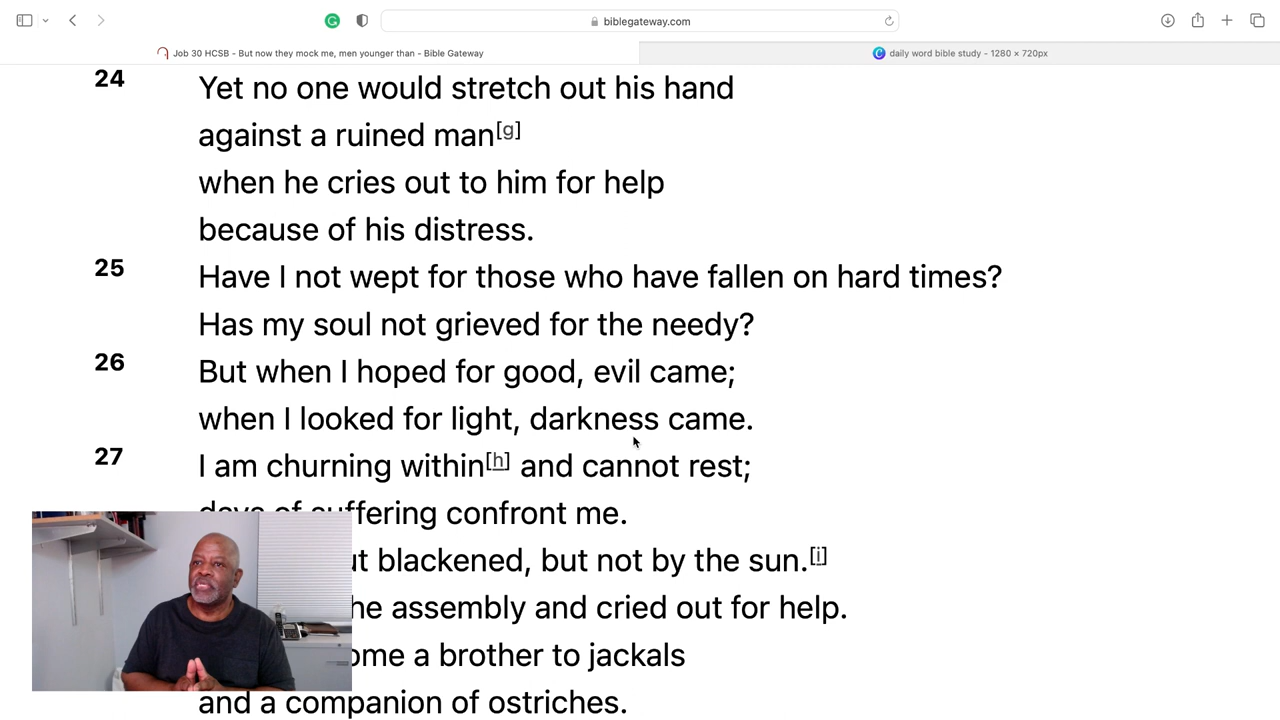 biblegateway.com
Job 30 HCSB - But now they mock me, men younger than - Bible Gateway
daily word bible study - 1280 × 720px
24 Yet no one would stretch out his hand
against a ruined man[g]
when he cries out to him for help
because of his distress.
25 Have I not wept for those who have fallen on hard times?
Has my soul not grieved for the needy?
26 But when I hoped for good, evil came;
when I looked for light, darkness came.
27 I am churning within[h] and cannot rest;
days of suffering confront me.
blackened, but not by the sun.[i]
assembly and cried out for help.
a brother to jackals
and a companion of ostriches.